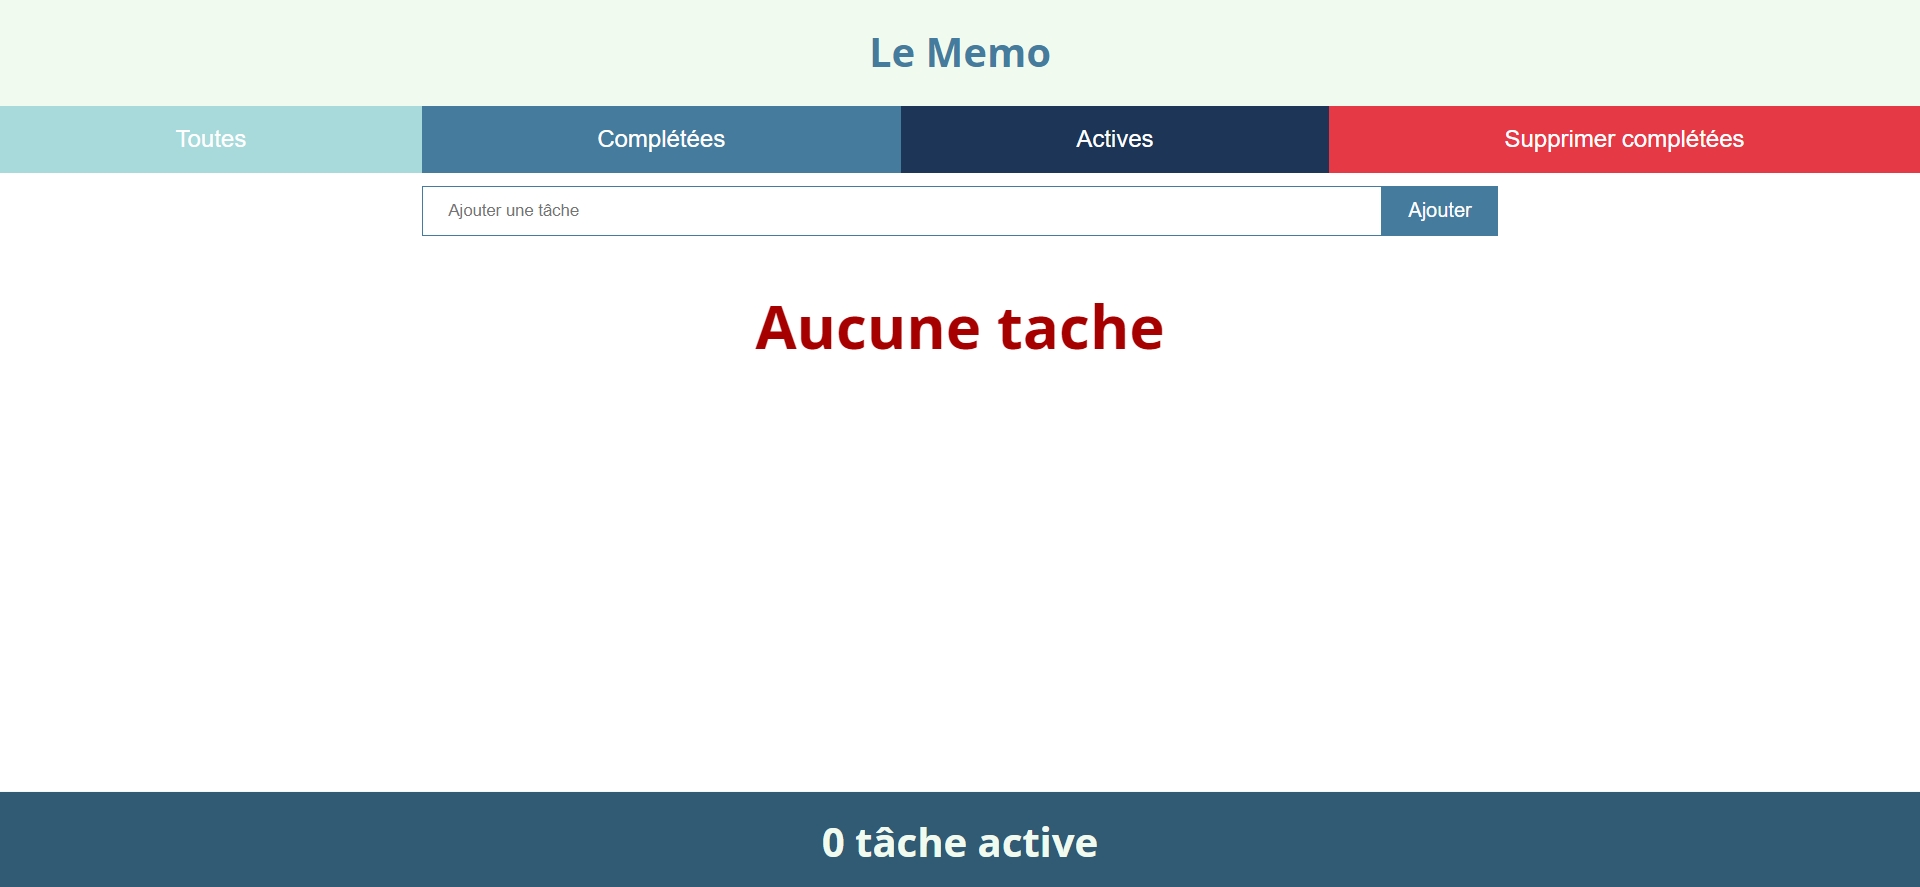 Le Memo
Toutes Complétées Actives Supprimer complétées
Ajouter une tâche Ajouter
Aucune tache
0 tâche active